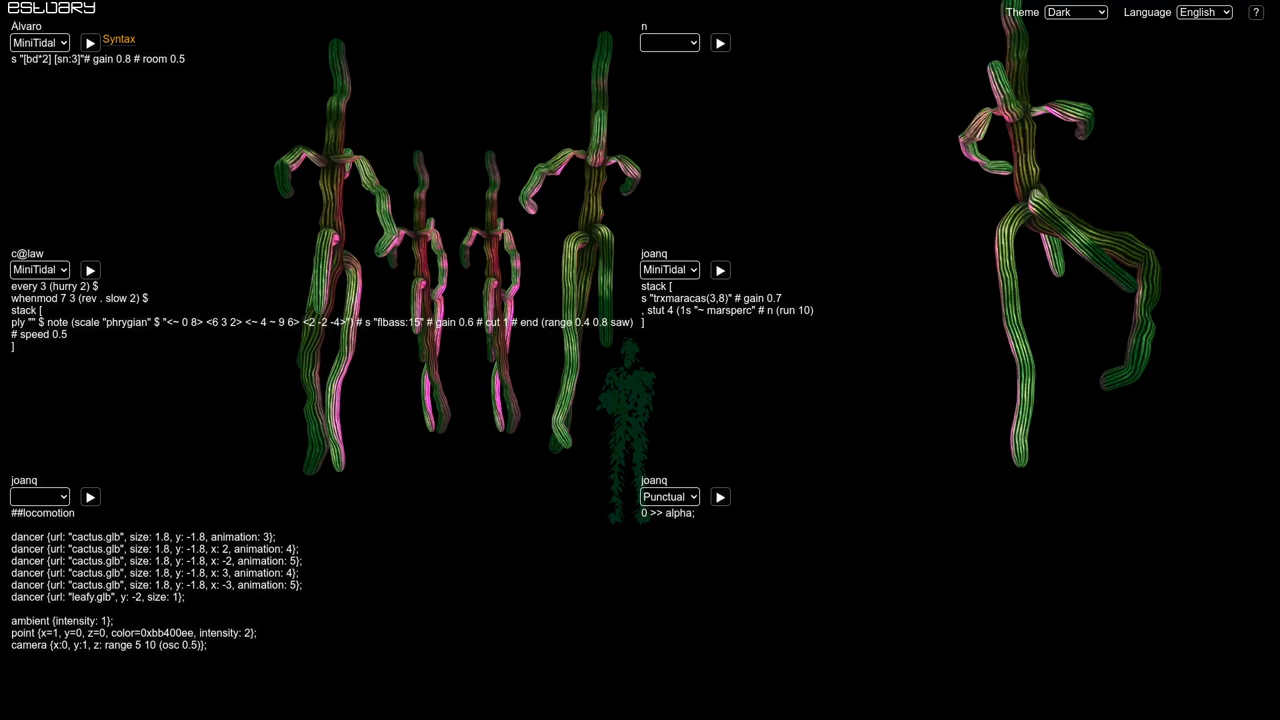 estuary
Theme Dark Language English ?
Alvaro
MiniTidal Syntax
s "[bd*2] [sn:3]"# gain 0.8 # room 0.5
n
c@law
MiniTidal
every 3 (hurry 2) $
whenmod 7 3 (rev . slow 2) $
stack [
ply "" $ note (scale "phrygian" $ "<~ 0 8> <6 3 2> <~ 4 ~ 9 6> <2 -2 -4>") # s "flbass:15" # gain 0.6 # cut 1 # end (range 0.4 0.8 saw)
# speed 0.5
]
joanq
MiniTidal
stack [
s "trxmaracas(3,8)" # gain 0.7
, stut 4 (1s "~ marsperc" # n (run 10)
]
joanq
##locomotion
dancer {url: "cactus.glb", size: 1.8, y: -1.8, animation: 3};
dancer {url: "cactus.glb", size: 1.8, y: -1.8, x: 2, animation: 4};
dancer {url: "cactus.glb", size: 1.8, y: -1.8, x: -2, animation: 5};
dancer {url: "cactus.glb", size: 1.8, y: -1.8, x: 3, animation: 4};
dancer {url: "cactus.glb", size: 1.8, y: -1.8, x: -3, animation: 5};
dancer {url: "leafy.glb", y: -2, size: 1};
ambient {intensity: 1};
point {x=1, y=0, z=0, color=0xbb400ee, intensity: 2};
camera {x:0, y:1, z: range 5 10 (osc 0.5)};
joanq
Punctual
0 >> alpha;